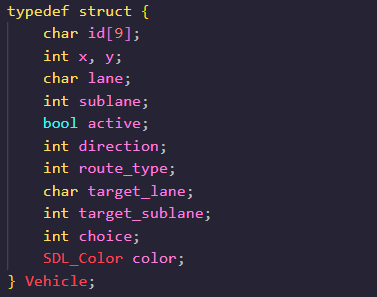 typedef struct {
    char id[9];
    int x, y;
    char lane;
    int sublane;
    bool active;
    int direction;
    int route_type;
    char target_lane;
    int target_sublane;
    int choice;
    SDL_Color color;
} Vehicle;